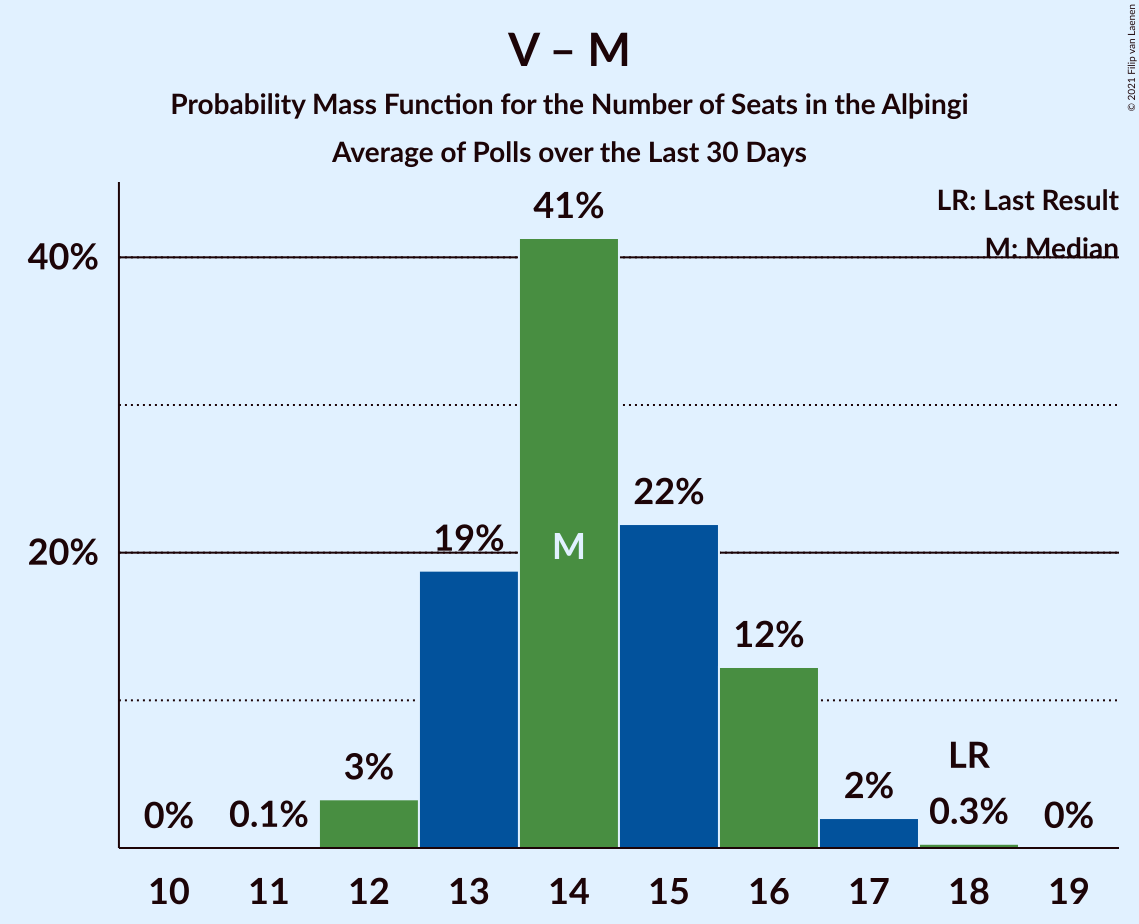 V – M
Probability Mass Function for the Number of Seats in the Alþingi
Average of Polls over the Last 30 Days
© 2021 Filip van Laenen
LR: Last Result
M: Median
40%
20%
0%
0.1%
3%
19%
41%
M
22%
12%
2%
LR
0.3%
0%
10 11 12 13 14 15 16 17 18 19